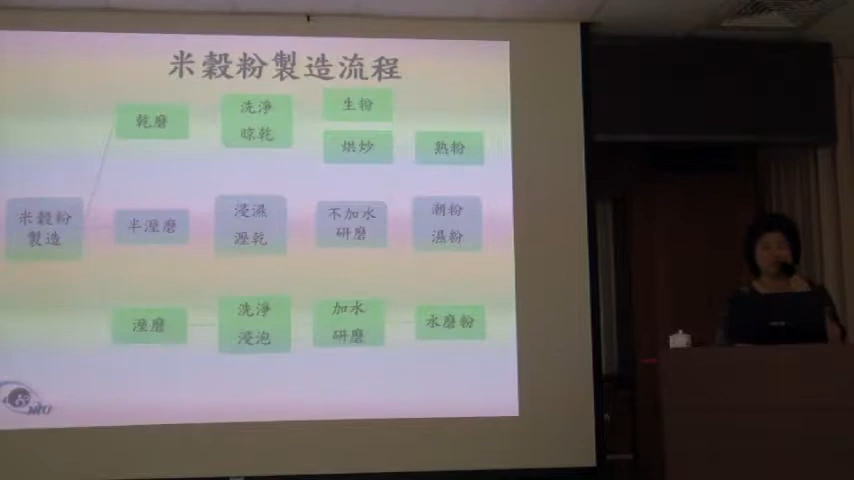 米穀粉製造流程
米穀粉
製造
乾磨
洗淨
晾乾
生粉
烘炒
熟粉
半溼磨
浸濕
瀝乾
不加水
研磨
潮粉
濕粉
溼磨
洗淨
浸泡
加水
研磨
水磨粉
NIU